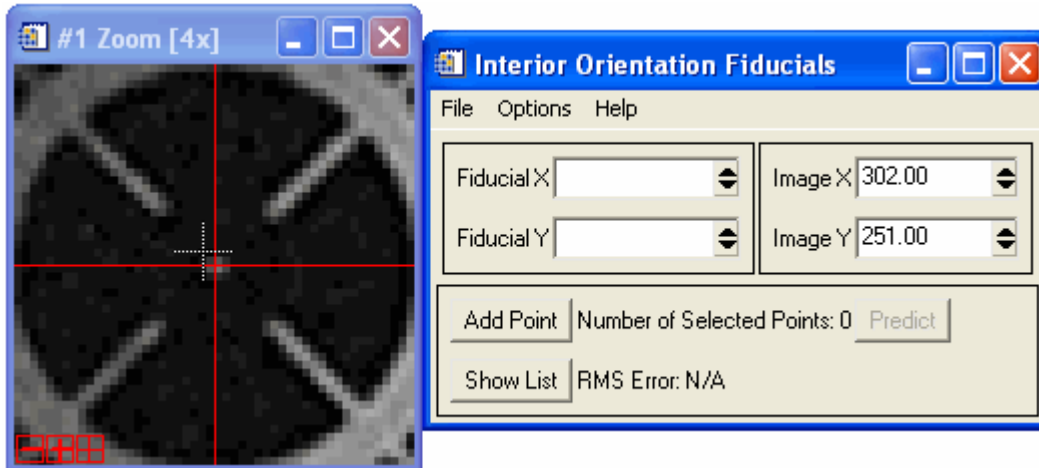 #1 Zoom [4x]
Interior Orientation Fiducials
File Options Help
Fiducial X
Image X 302.00
Fiducial Y
Image Y 251.00
Add Point Number of Selected Points: 0 Predict
Show List RMS Error: N/A